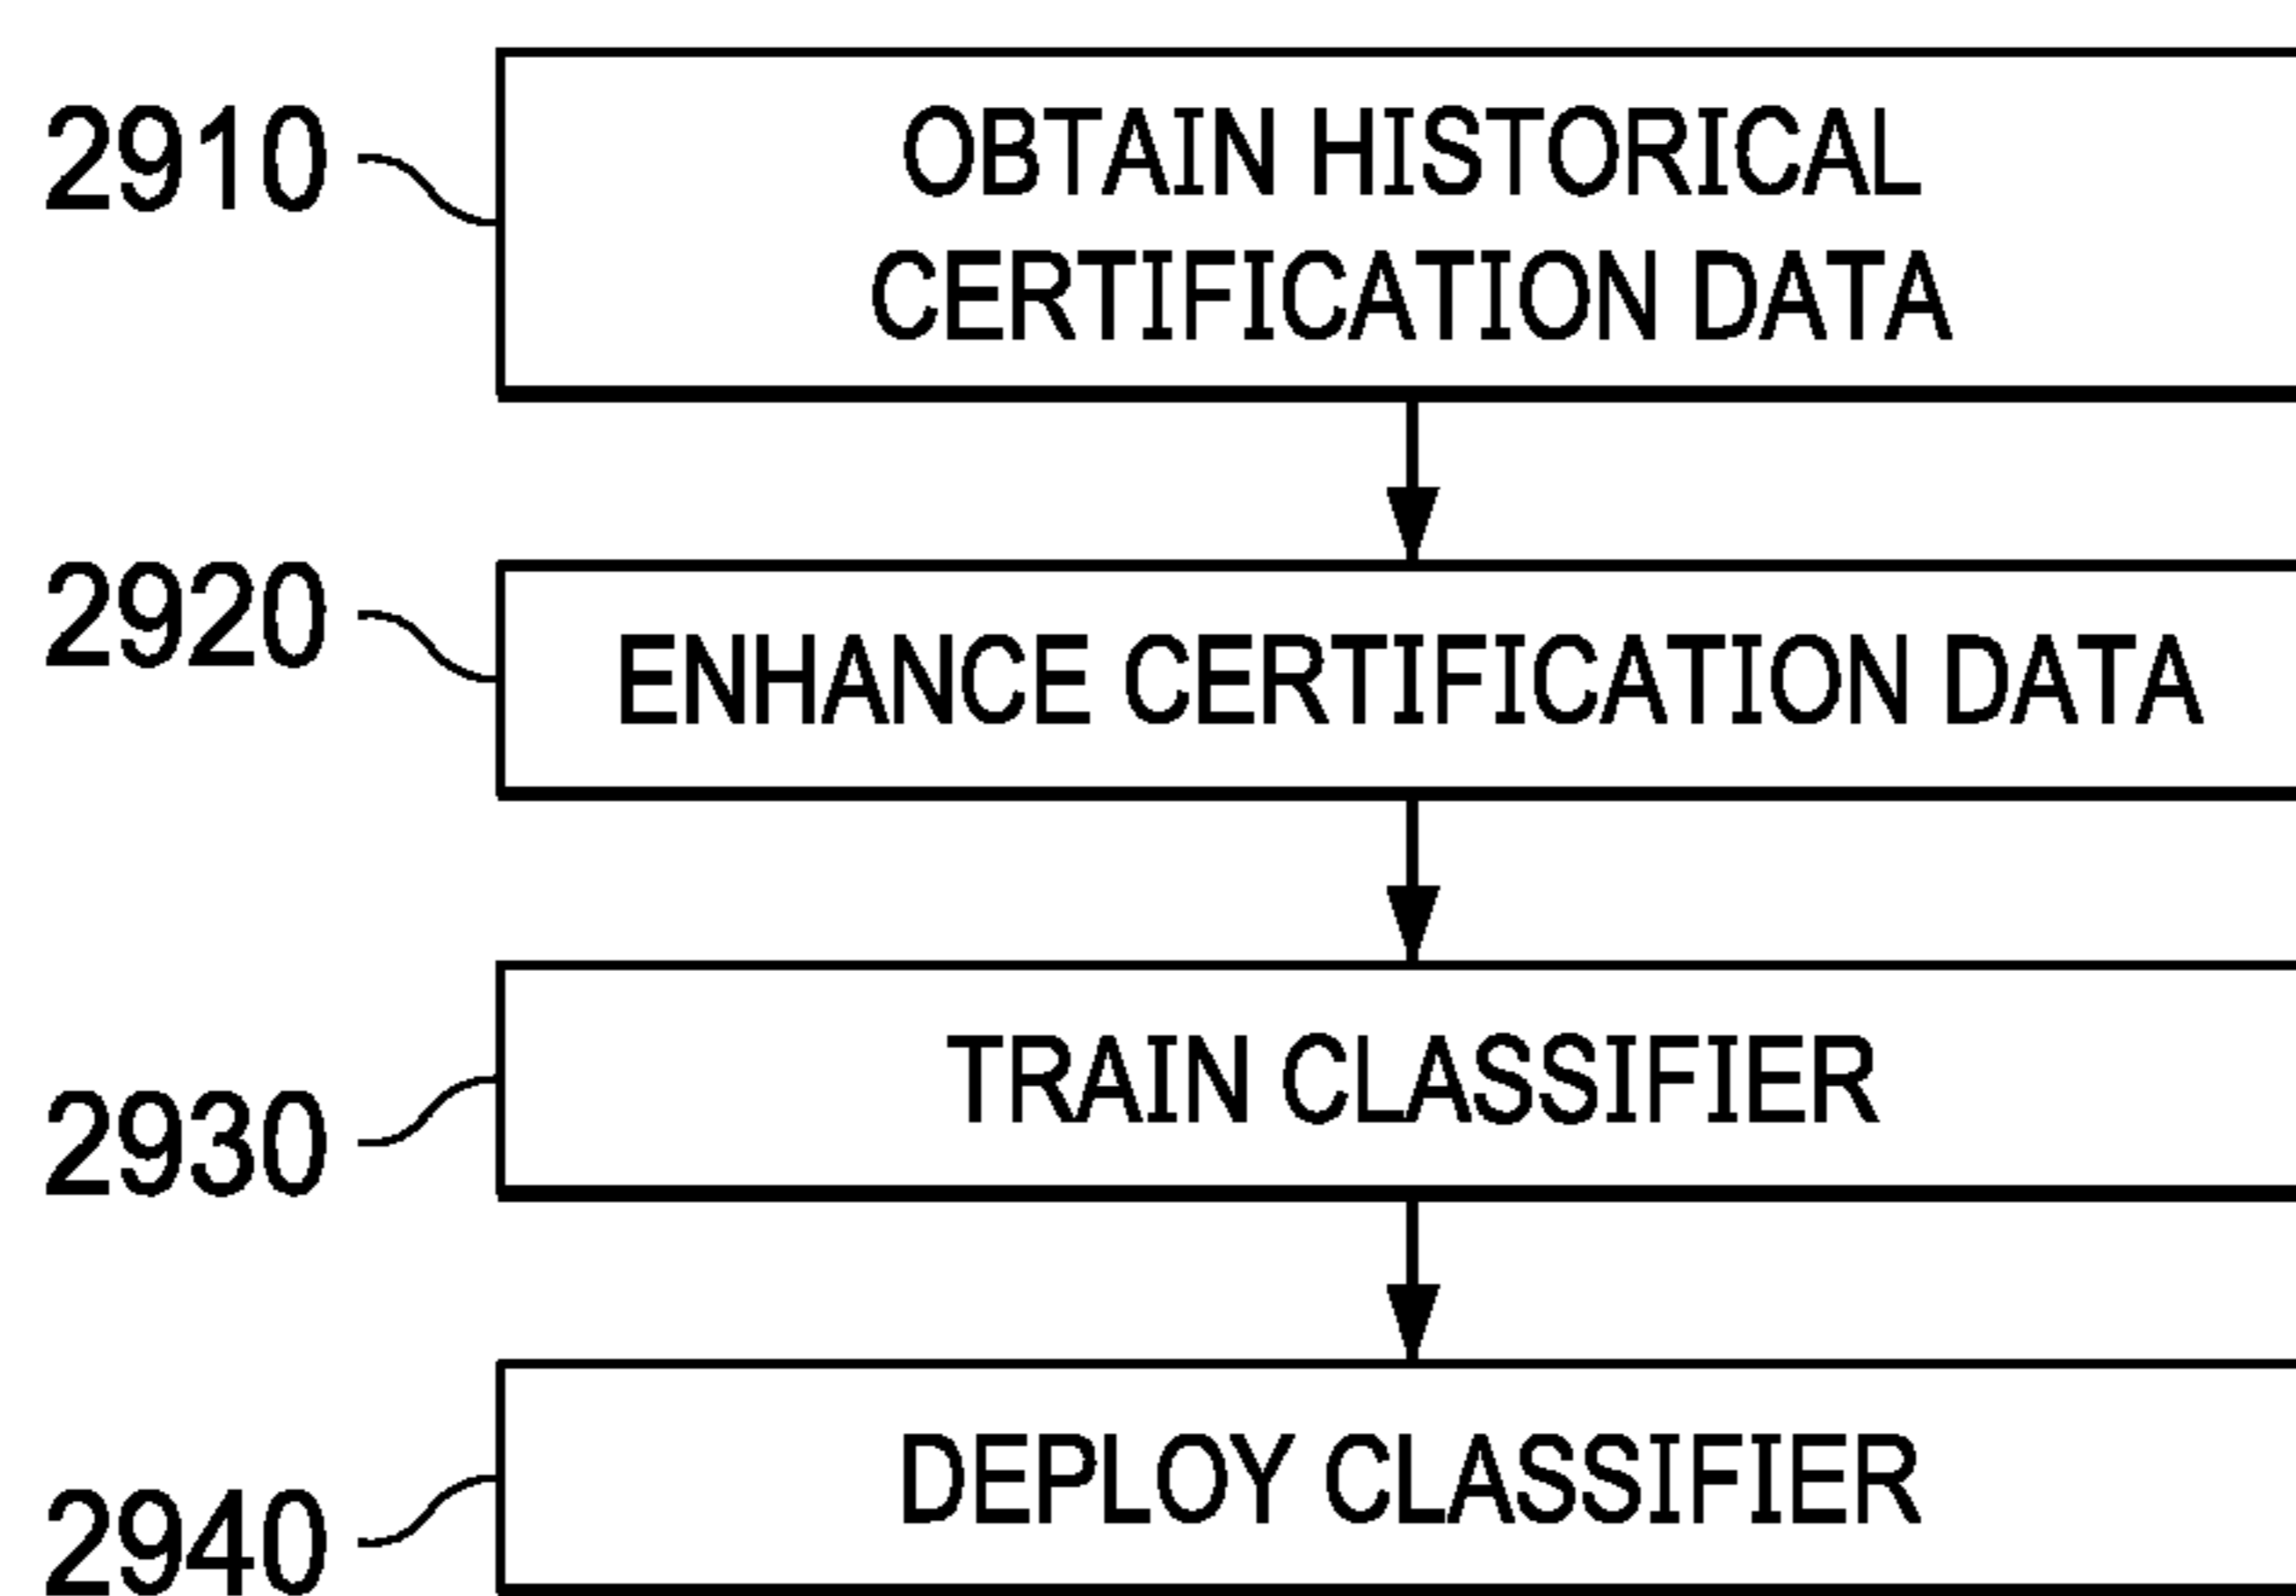 2910
OBTAIN HISTORICAL
CERTIFICATION DATA
2920
ENHANCE CERTIFICATION DATA
2930
TRAIN CLASSIFIER
2940
DEPLOY CLASSIFIER